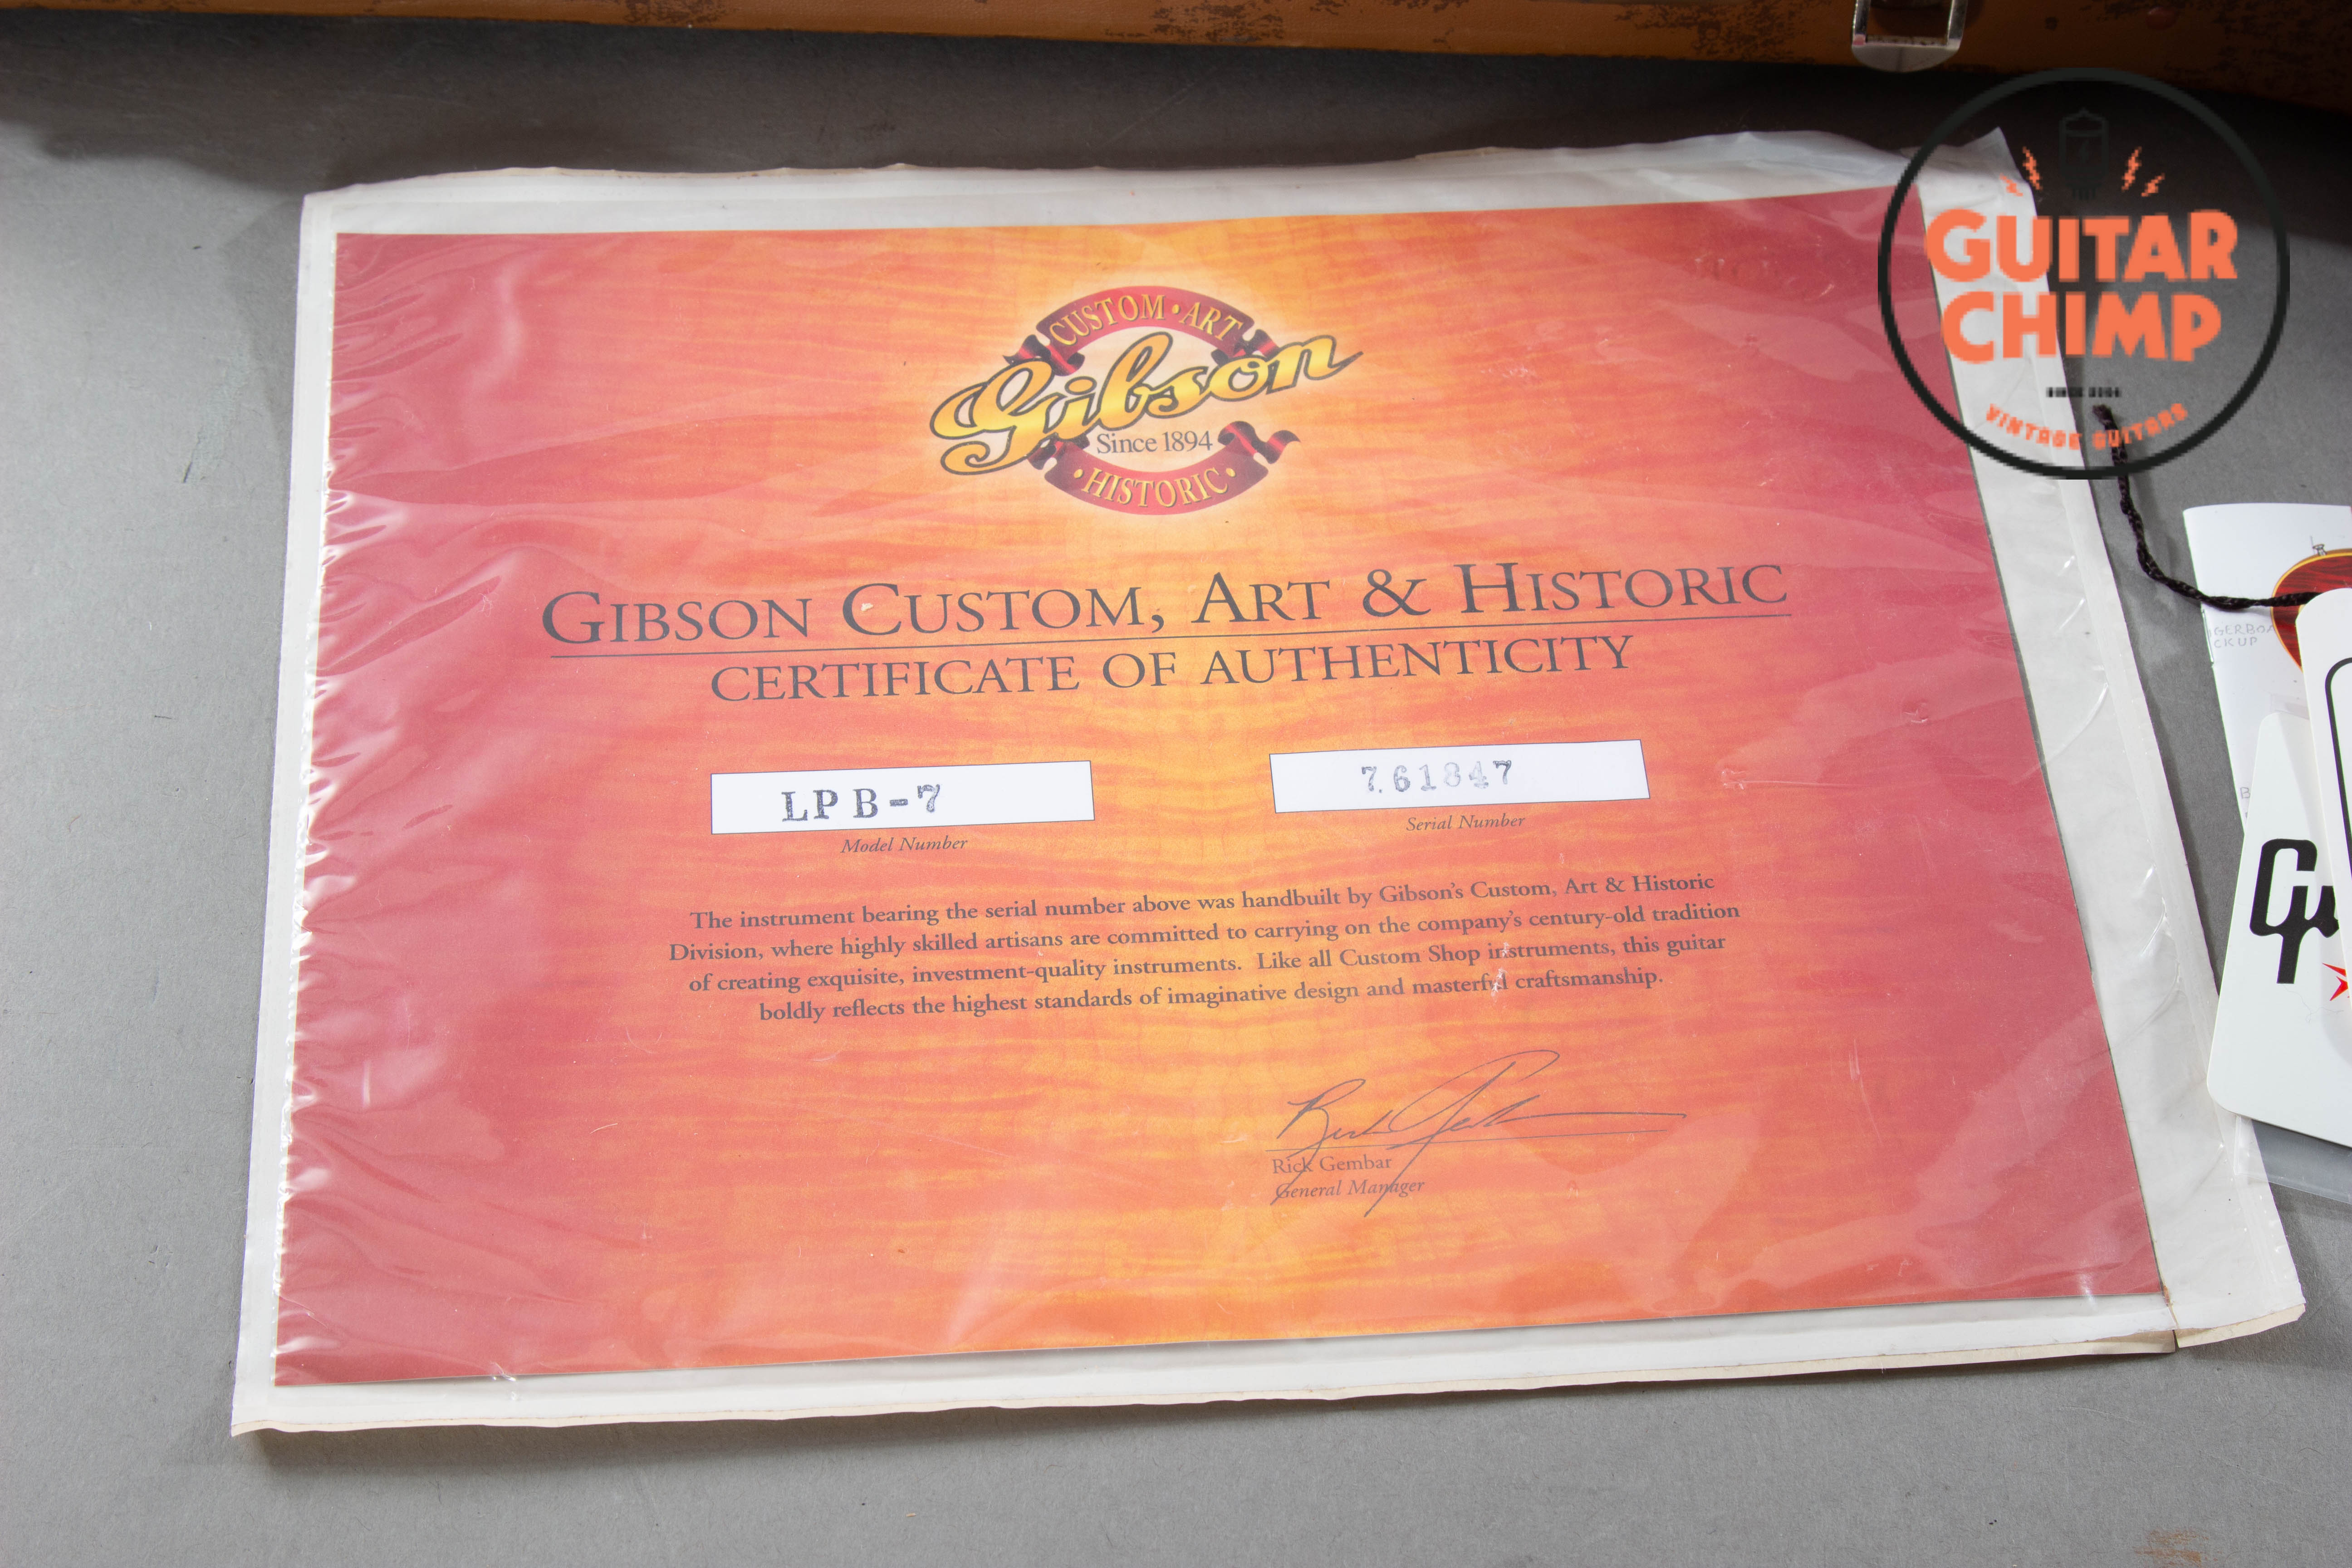 CUSTOM • ART
Gibson
Since 1894
• HISTORIC •
GIBSON CUSTOM, ART & HISTORIC
CERTIFICATE OF AUTHENTICITY
LPB-7
761847
Model Number
Serial Number
The instrument bearing the serial number above was handbuilt by Gibson's Custom, Art & Historic
Division, where highly skilled artisans are committed to carrying on the company's century-old tradition
of creating exquisite, investment-quality instruments. Like all Custom Shop instruments, this guitar
boldly reflects the highest standards of imaginative design and masterful craftsmanship.
Rick Gembar
General Manager
GUITAR
CHIMP
VINTAGE GUITARS
GERBOA
CKUP